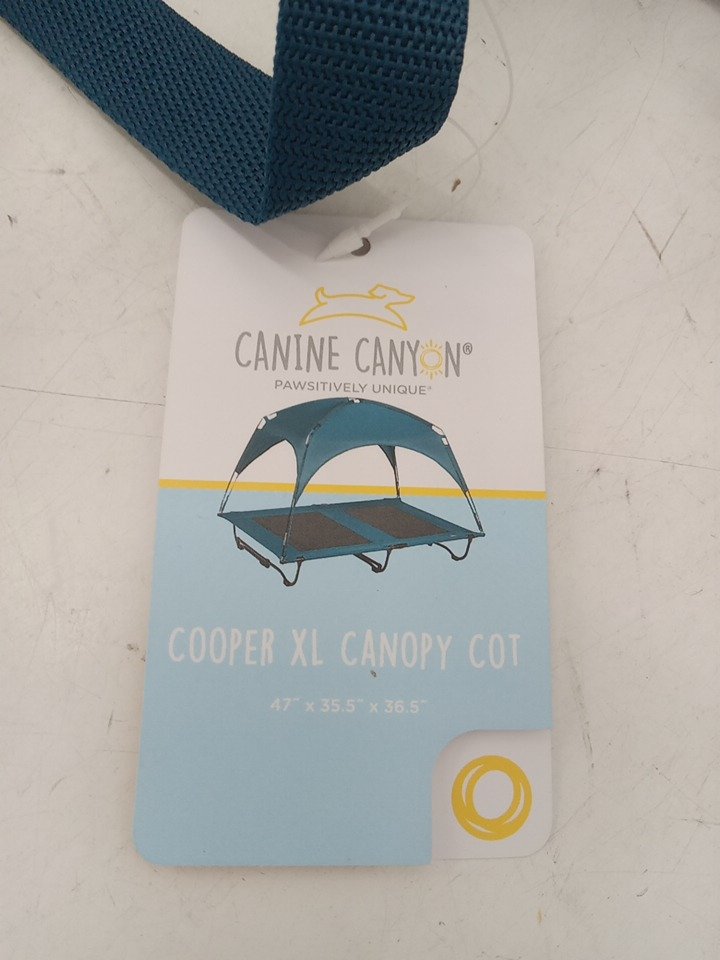 CANINE CANYON®
PAWSITIVELY UNIQUE®
COOPER XL CANOPY COT
47" x 35.5" x 36.5"